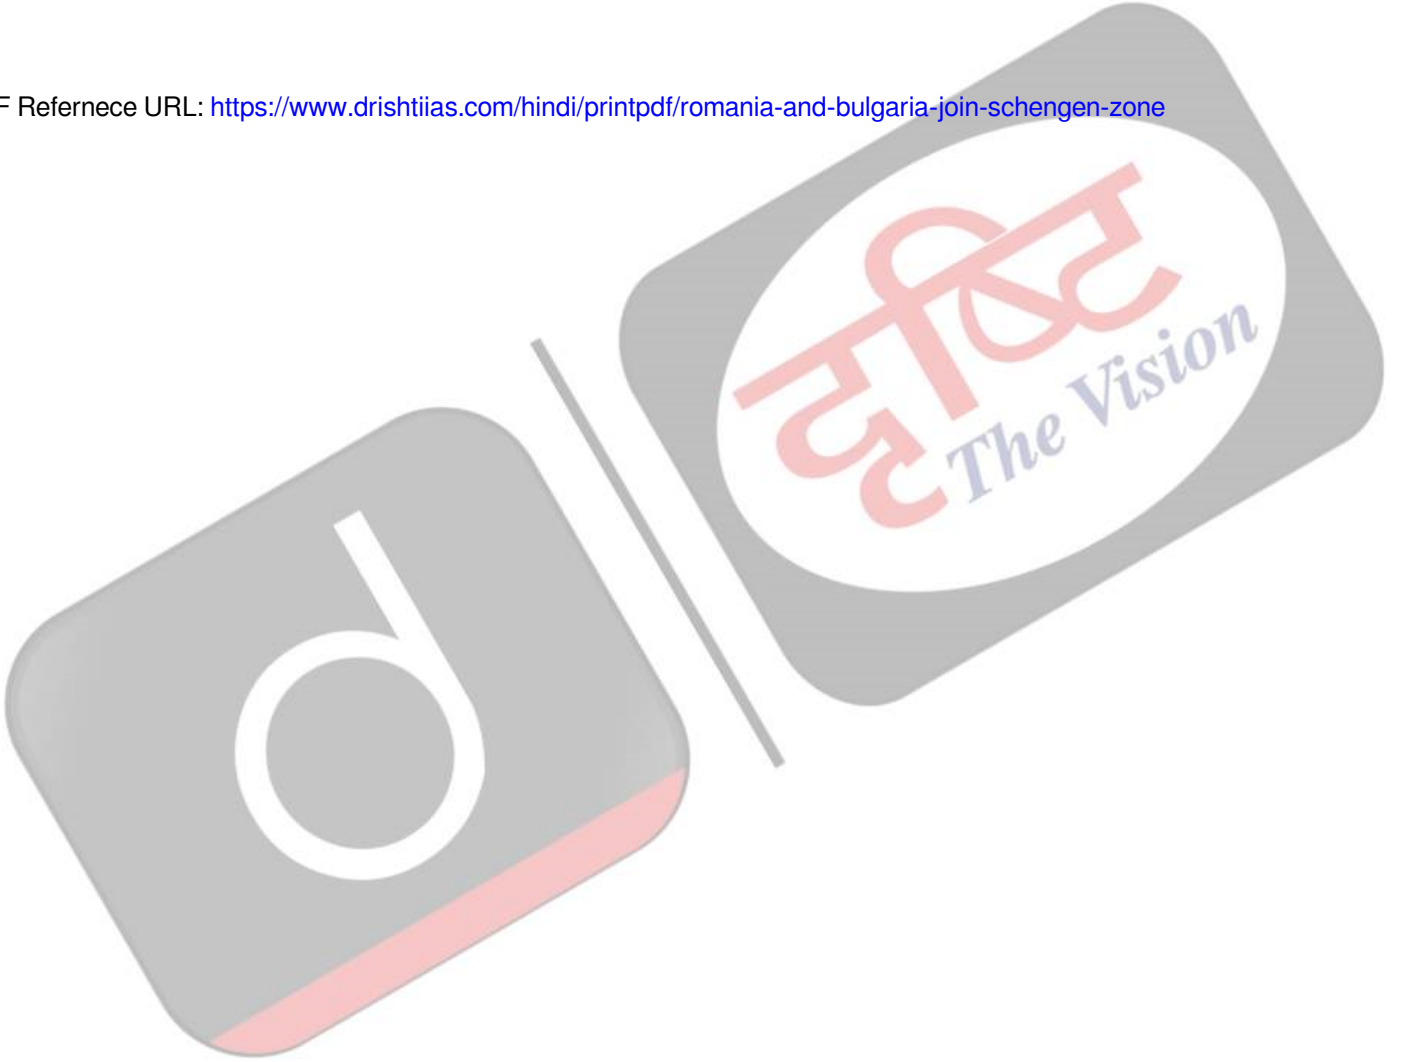 F Refernece URL: https://www.drishtiias.com/hindi/printpdf/romania-and-bulgaria-join-schengen-zone
दृष्टि
The Vision
d